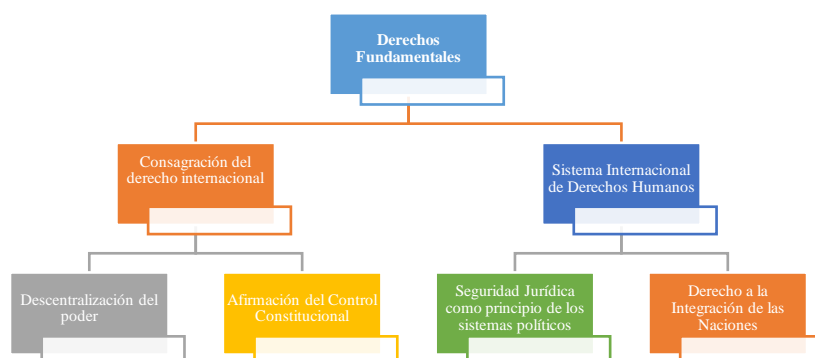 Derechos
Fundamentales
Consagración del
derecho internacional
Sistema Internacional
de Derechos Humanos
Descentralización del
poder
Afirmación del Control
Constitucional
Seguridad Jurídica
como principio de los
sistemas políticos
Derecho a la
Integración de las
Naciones